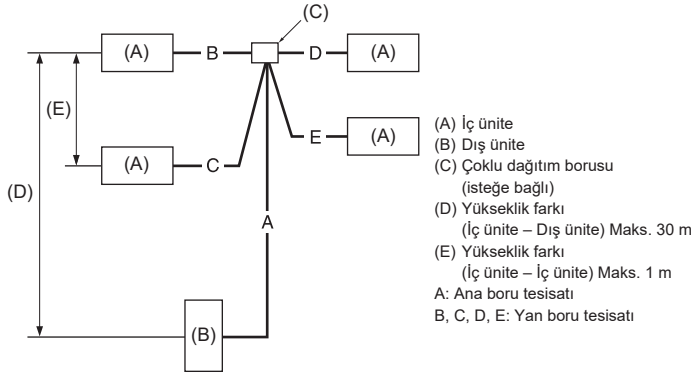 (C)
(A)
B
D
(A)
(E)
(A)
C
E
(A)
(D)
A
(B)
(A) İç ünite
(B) Dış ünite
(C) Çoklu dağıtım borusu
(isteğe bağlı)
(D) Yükseklik farkı
(İç ünite – Dış ünite) Maks. 30 m
(E) Yükseklik farkı
(İç ünite – İç ünite) Maks. 1 m
A: Ana boru tesisatı
B, C, D, E: Yan boru tesisatı